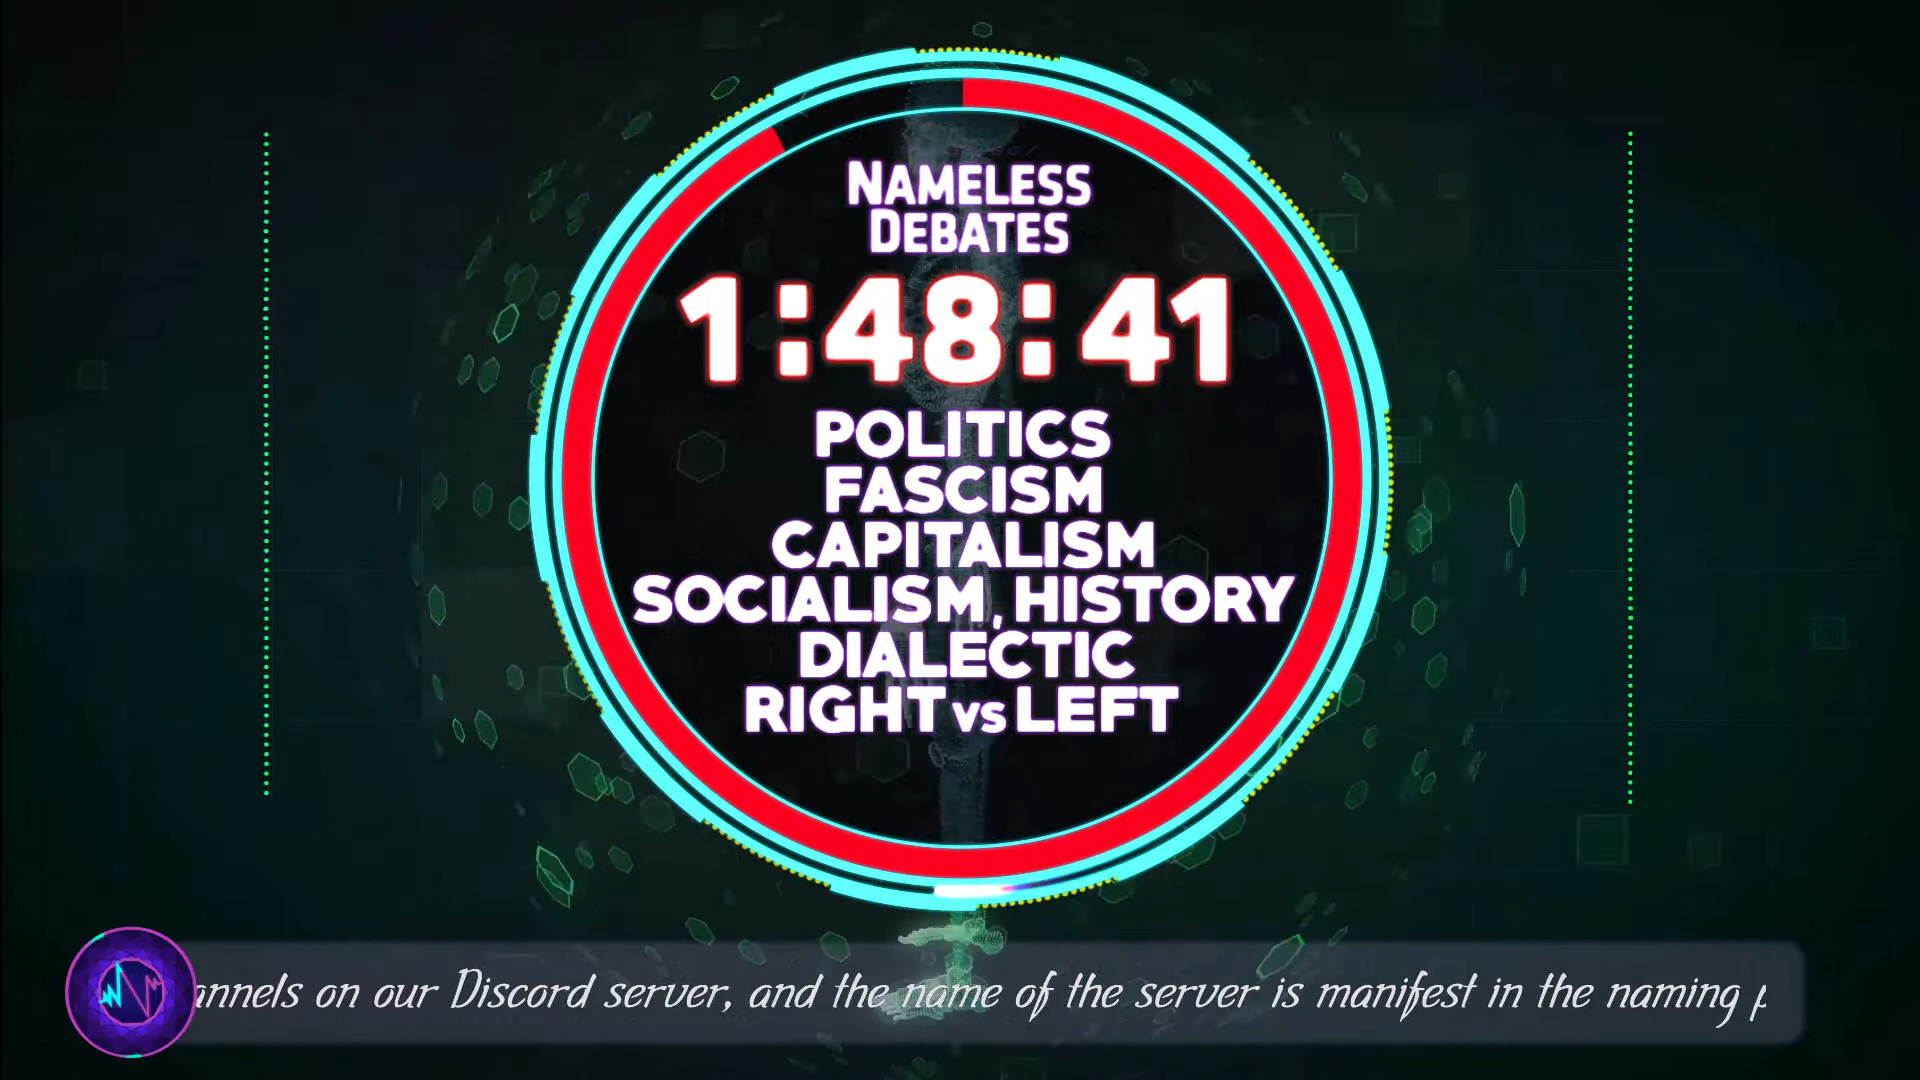 NAMELESS
DEBATES
1:48:41
POLITICS
FASCISM
CAPITALISM
SOCIALISM, HISTORY
DIALECTIC
RIGHT VS LEFT
annels on our Discord server, and the name of the server is manifest in the naming